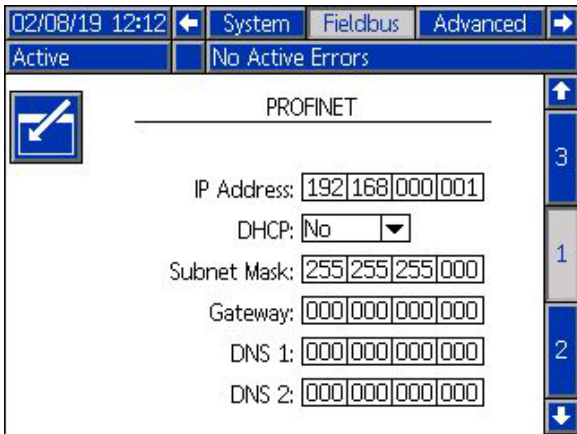 02/08/19 12:12 System Fieldbus Advanced
Active No Active Errors
PROFINET
3
IP Address: 192 168 000 001
DHCP: No
1
Subnet Mask: 255 255 255 000
Gateway: 000 000 000 000
DNS 1: 000 000 000 000
2
DNS 2: 000 000 000 000